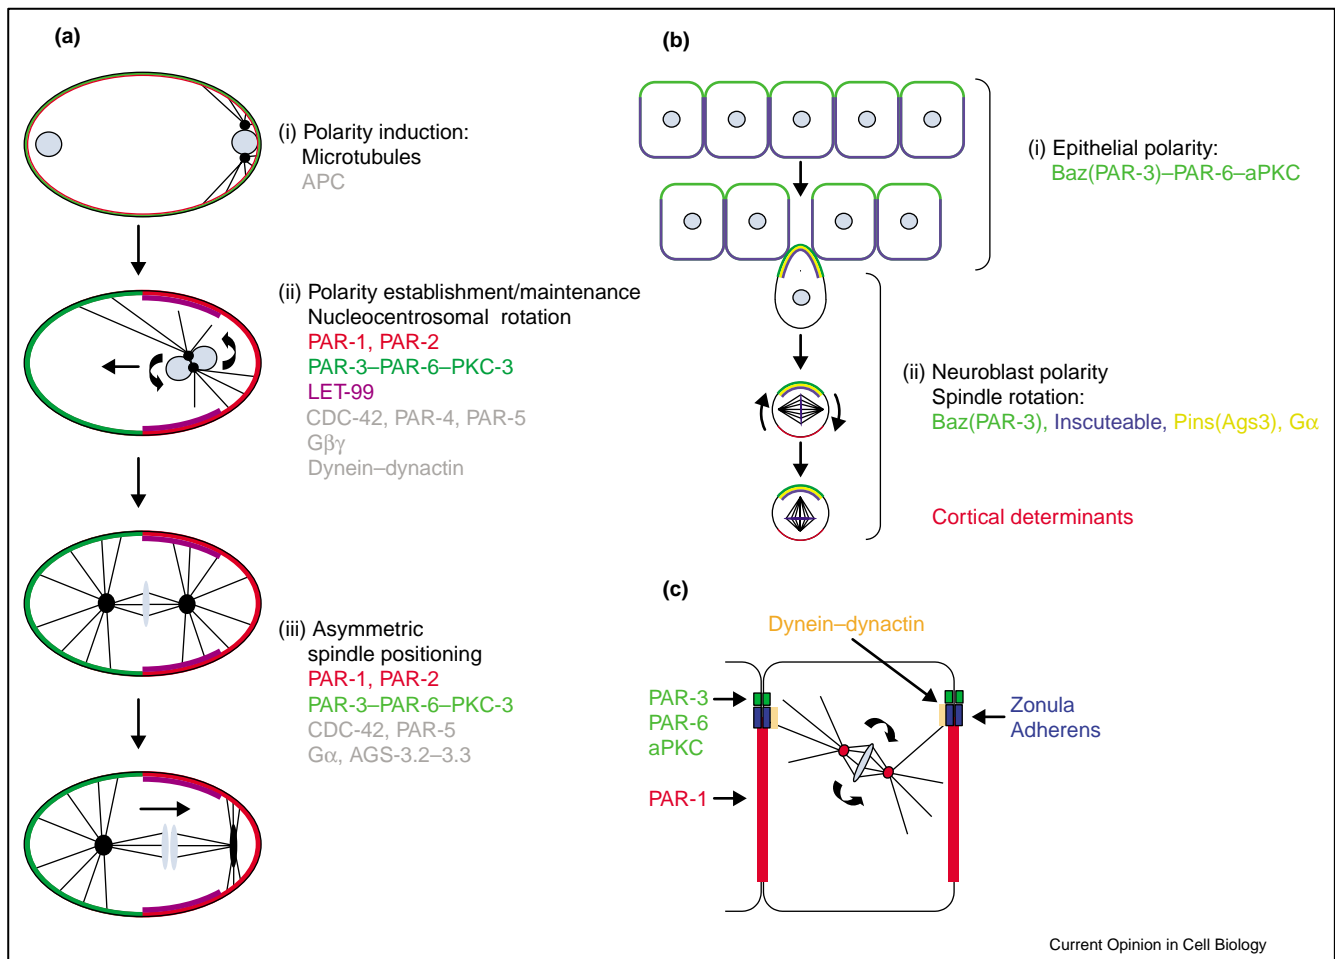 (a)
(i) Polarity induction:
Microtubules
APC
(ii) Polarity establishment/maintenance
Nucleocentrosomal rotation
PAR-1, PAR-2
PAR-3–PAR-6–PKC-3
LET-99
CDC-42, PAR-4, PAR-5
Gβγ
Dynein–dynactin
(iii) Asymmetric
spindle positioning
PAR-1, PAR-2
PAR-3–PAR-6–PKC-3
CDC-42, PAR-5
Gα, AGS-3.2–3.3
(b)
(i) Epithelial polarity:
Baz(PAR-3)–PAR-6–aPKC
(ii) Neuroblast polarity
Spindle rotation:
Baz(PAR-3), Inscuteable, Pins(Ags3), Gα
Cortical determinants
(c)
Dynein–dynactin
PAR-3
PAR-6
aPKC
PAR-1
Zonula
Adherens
Current Opinion in Cell Biology